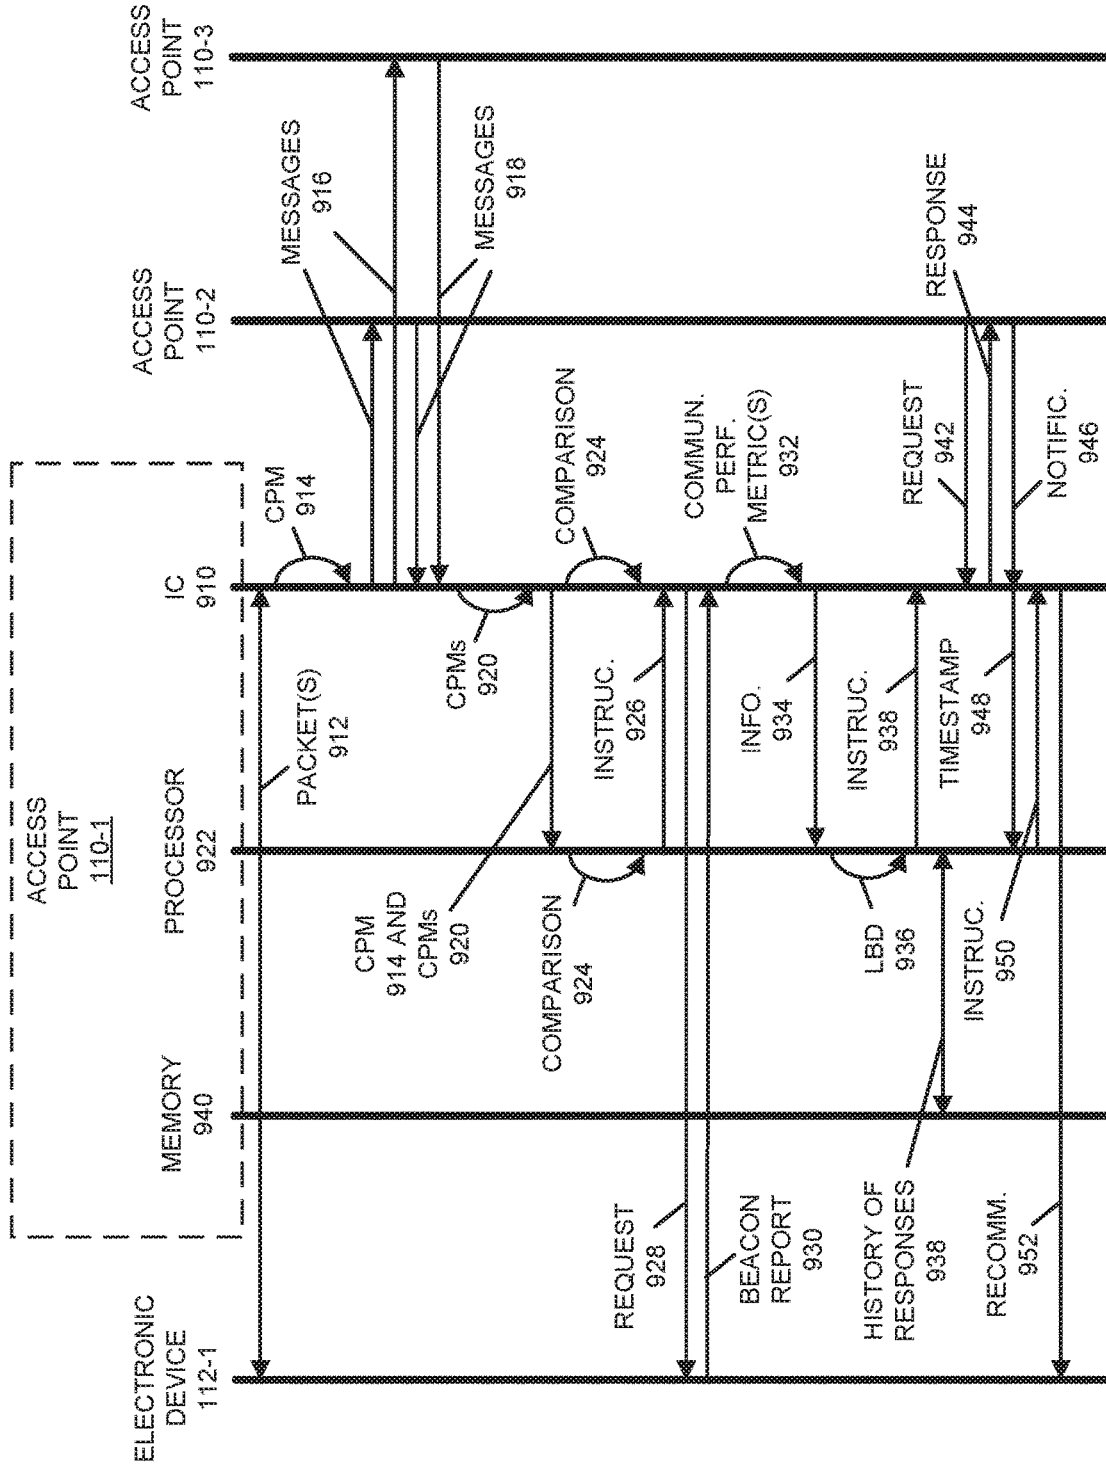 ACCESS
POINT
110-1
ELECTRONIC
DEVICE
112-1
MEMORY
940
PROCESSOR
922
IC
910
ACCESS
POINT
110-2
ACCESS
POINT
110-3
PACKET(S)
912
CPM
914
MESSAGES
916
MESSAGES
918
CPMs
920
CPM
914 AND
CPMs
920
COMPARISON
924
COMPARISON
924
INSTRUC.
926
REQUEST
928
BEACON
REPORT
930
COMMUN.
PERF.
METRIC(S)
932
INFO.
934
LBD
936
INSTRUC.
938
HISTORY OF
RESPONSES
938
REQUEST
942
RESPONSE
944
NOTIFIC.
946
TIMESTAMP
948
INSTRUC.
950
RECOMM.
952